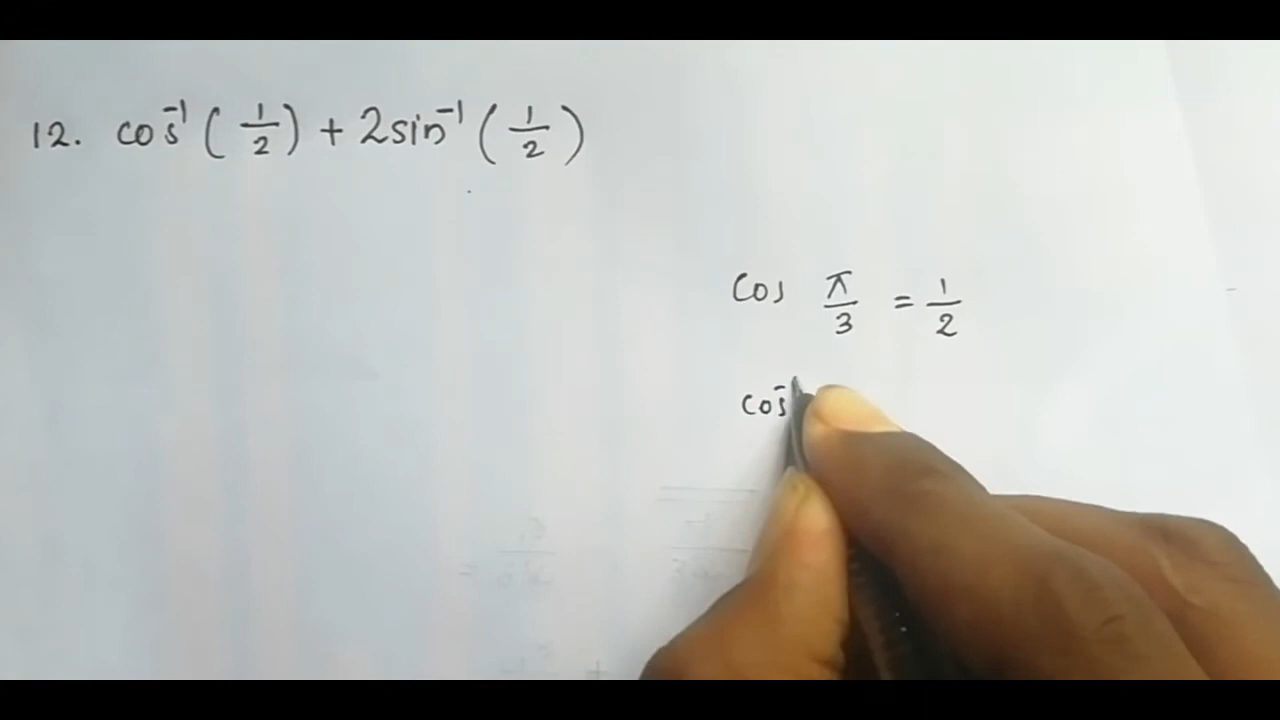 12. cos⁻¹ (1/2) + 2sin⁻¹ (1/2)
cos π/3 = 1/2
cos⁻¹